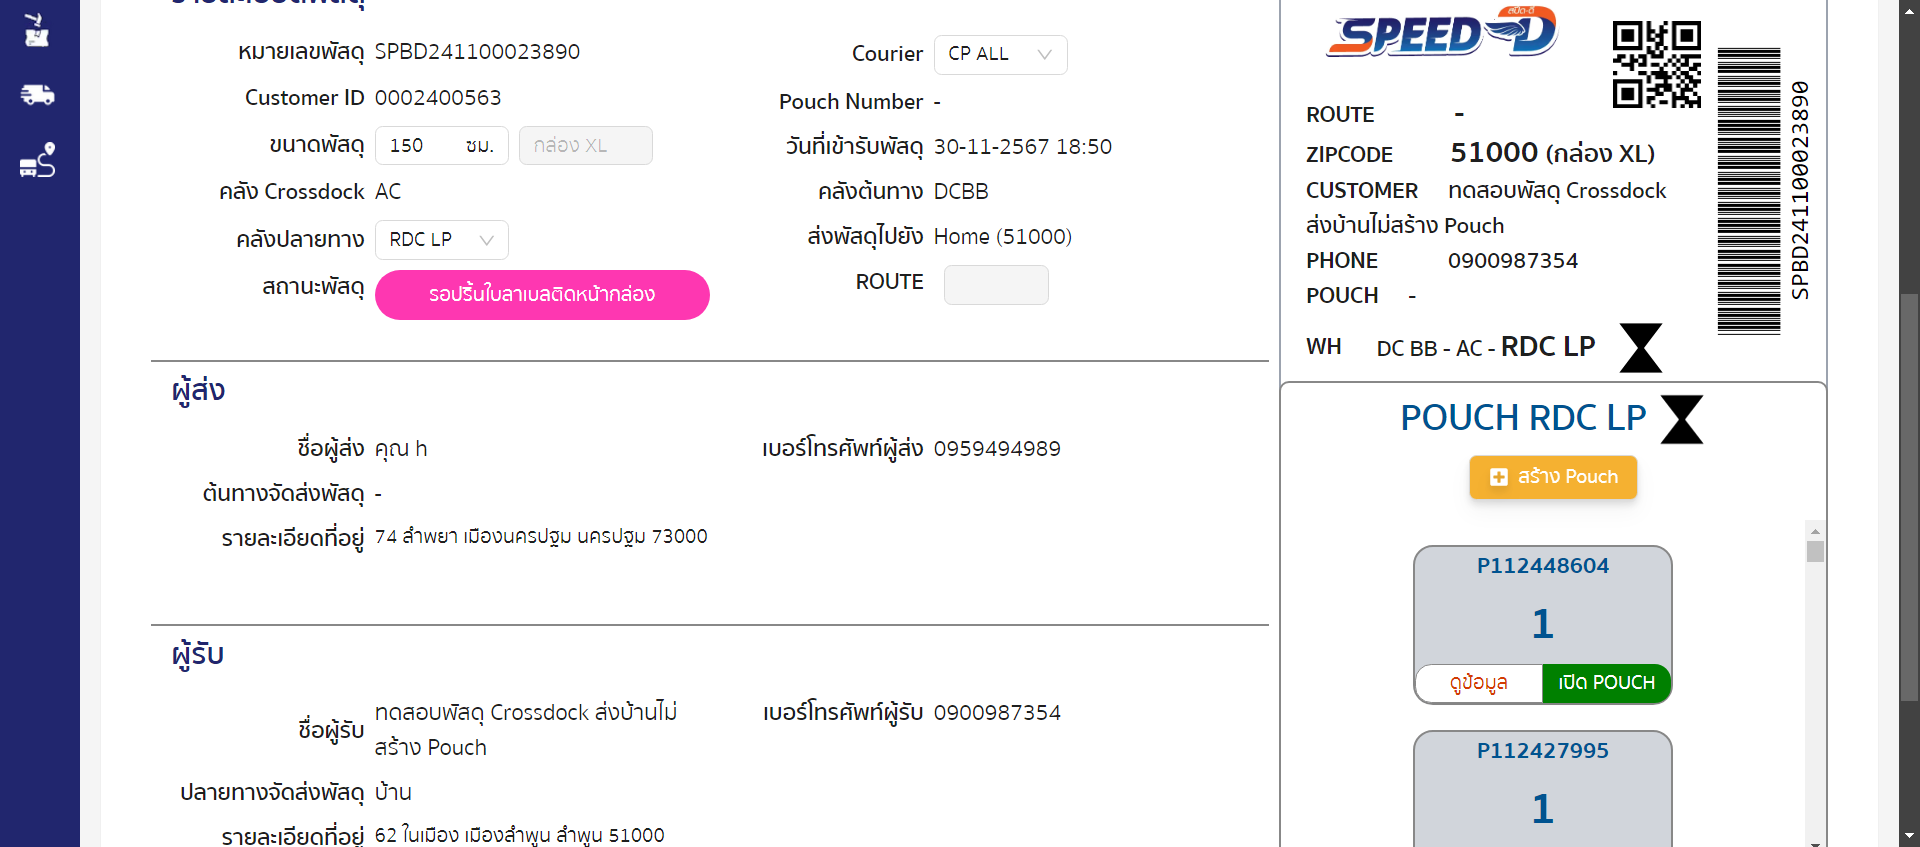 รายละเอียดพัสดุ
หมายเลขพัสดุ SPBD241100023890
Customer ID 0002400563
ขนาดพัสดุ 150 ซม. กล่อง XL
คลัง Crossdock AC
คลังปลายทาง RDC LP
สถานะพัสดุ รอปริ้นใบลาเบลติดหน้ากล่อง
Courier CP ALL
Pouch Number -
วันที่เข้ารับพัสดุ 30-11-2567 18:50
คลังต้นทาง DCBB
ส่งพัสดุไปยัง Home (51000)
ROUTE
ผู้ส่ง
ชื่อผู้ส่ง คุณ h
เบอร์โทรศัพท์ผู้ส่ง 0959494989
ต้นทางจัดส่งพัสดุ -
รายละเอียดที่อยู่ 74 ลำพยา เมืองนครปฐม นครปฐม 73000
ผู้รับ
ชื่อผู้รับ ทดสอบพัสดุ Crossdock ส่งบ้านไม่
สร้าง Pouch
เบอร์โทรศัพท์ผู้รับ 0900987354
ปลายทางจัดส่งพัสดุ บ้าน
รายละเอียดที่อยู่ 62 ในเมือง เมืองลำพูน ลำพูน 51000
สปีด-ดี
SPEED D
ROUTE -
ZIPCODE 51000 (กล่อง XL)
CUSTOMER ทดสอบพัสดุ Crossdock
ส่งบ้านไม่สร้าง Pouch
PHONE 0900987354
POUCH -
WH DC BB - AC - RDC LP
SPBD241100023890
POUCH RDC LP
สร้าง Pouch
P112448604
1
ดูข้อมูล เปิด POUCH
P112427995
1